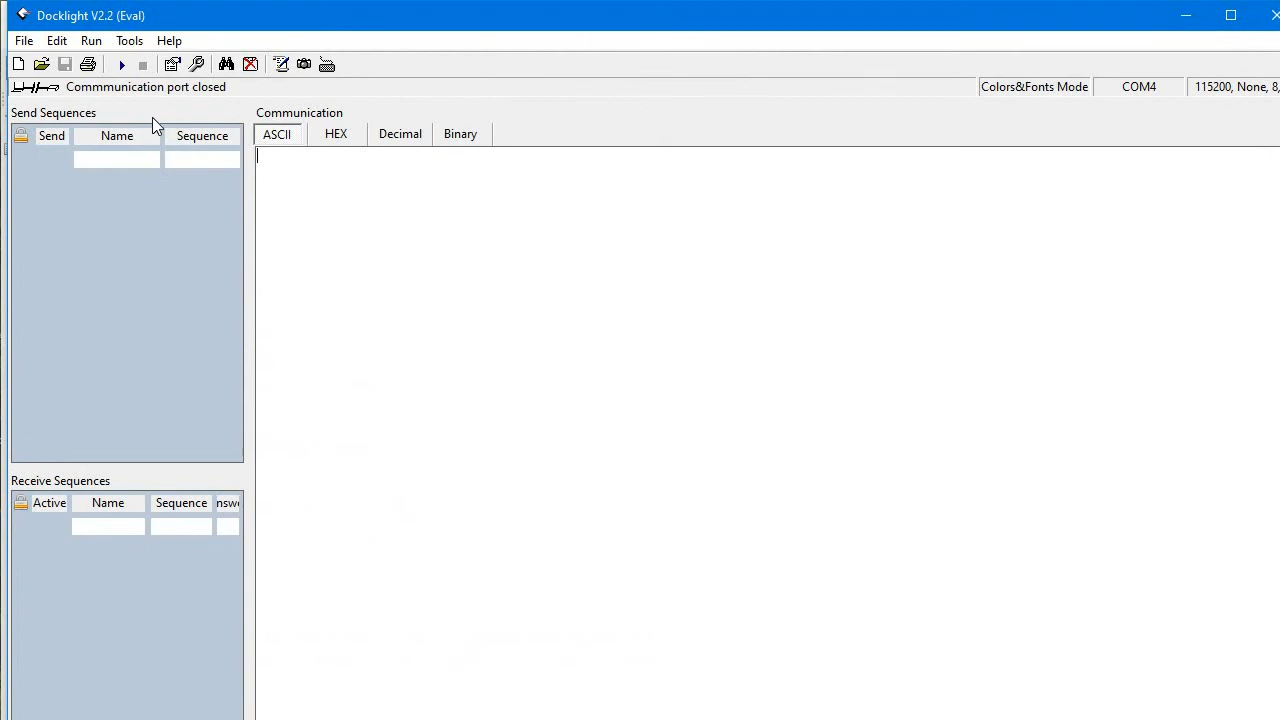 Docklight V2.2 (Eval)
File Edit Run Tools Help
Commmunication port closed Colors&Fonts Mode COM4 115200, None, 8,
Send Sequences
Send Name Sequence
Communication
ASCII HEX Decimal Binary
Receive Sequences
Active Name Sequence nswe